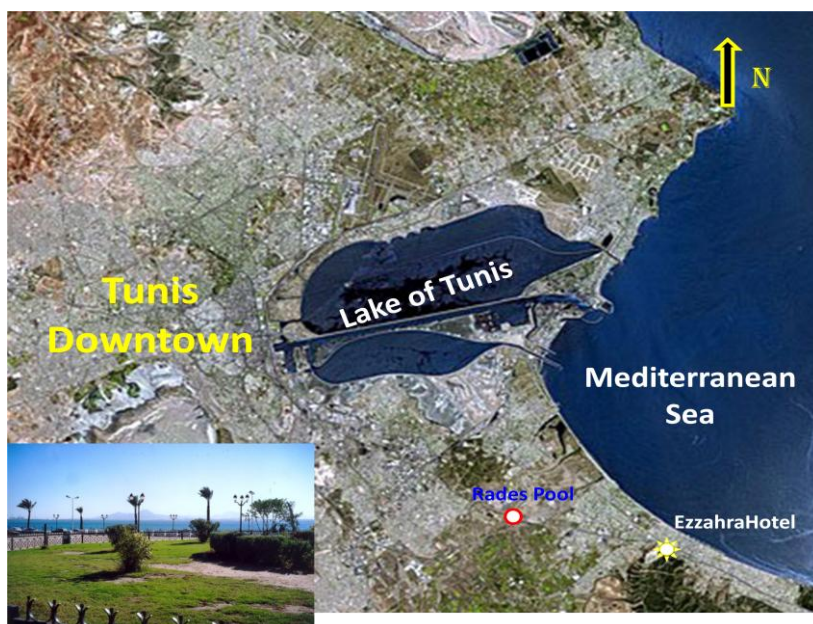 N
Tunis
Downtown
Lake of Tunis
Mediterranean
Sea
Rades Pool
EzzahraHotel